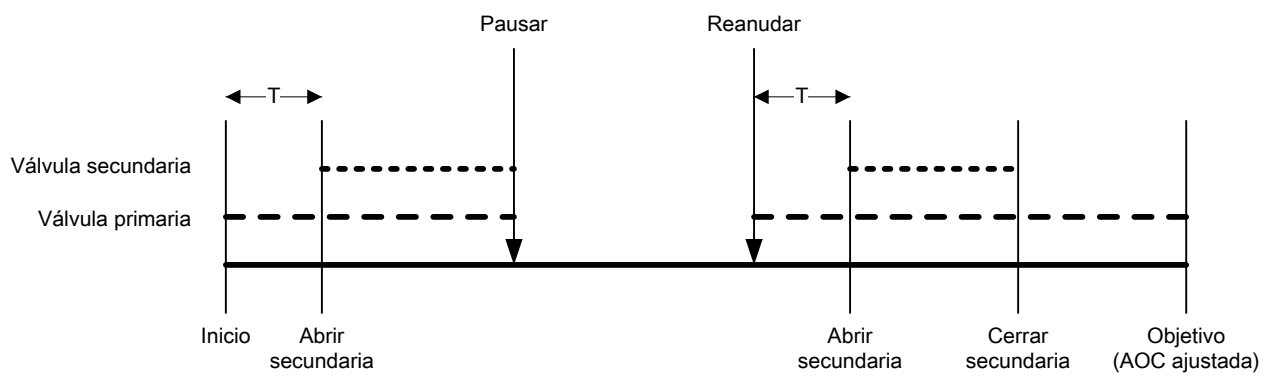 Pausar
Reanudar
T
T
Válvula secundaria
Válvula primaria
Inicio
Abrir
secundaria
Abrir
secundaria
Cerrar
secundaria
Objetivo
(AOC ajustada)